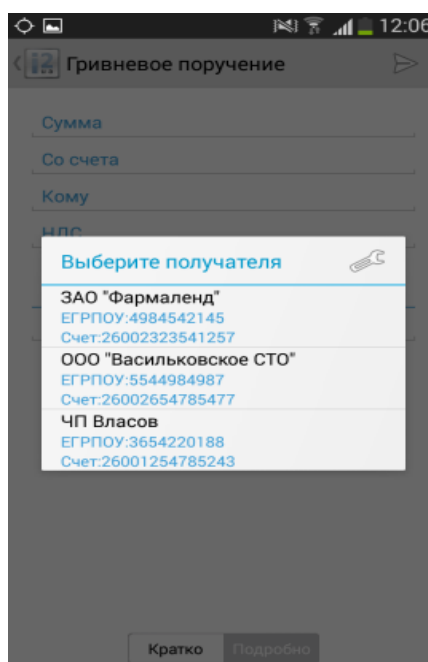 12:06
Гривневое поручение
Сумма
Со счета
Кому
НДС
Выберите получателя
ЗАО "Фармаленд"
ЕГРПОУ:4984542145
Счет:26002323541257
ООО "Васильковское СТО"
ЕГРПОУ:5544984987
Счет:26002654785477
ЧП Власов
ЕГРПОУ:3654220188
Счет:26001254785243
Кратко Подробно